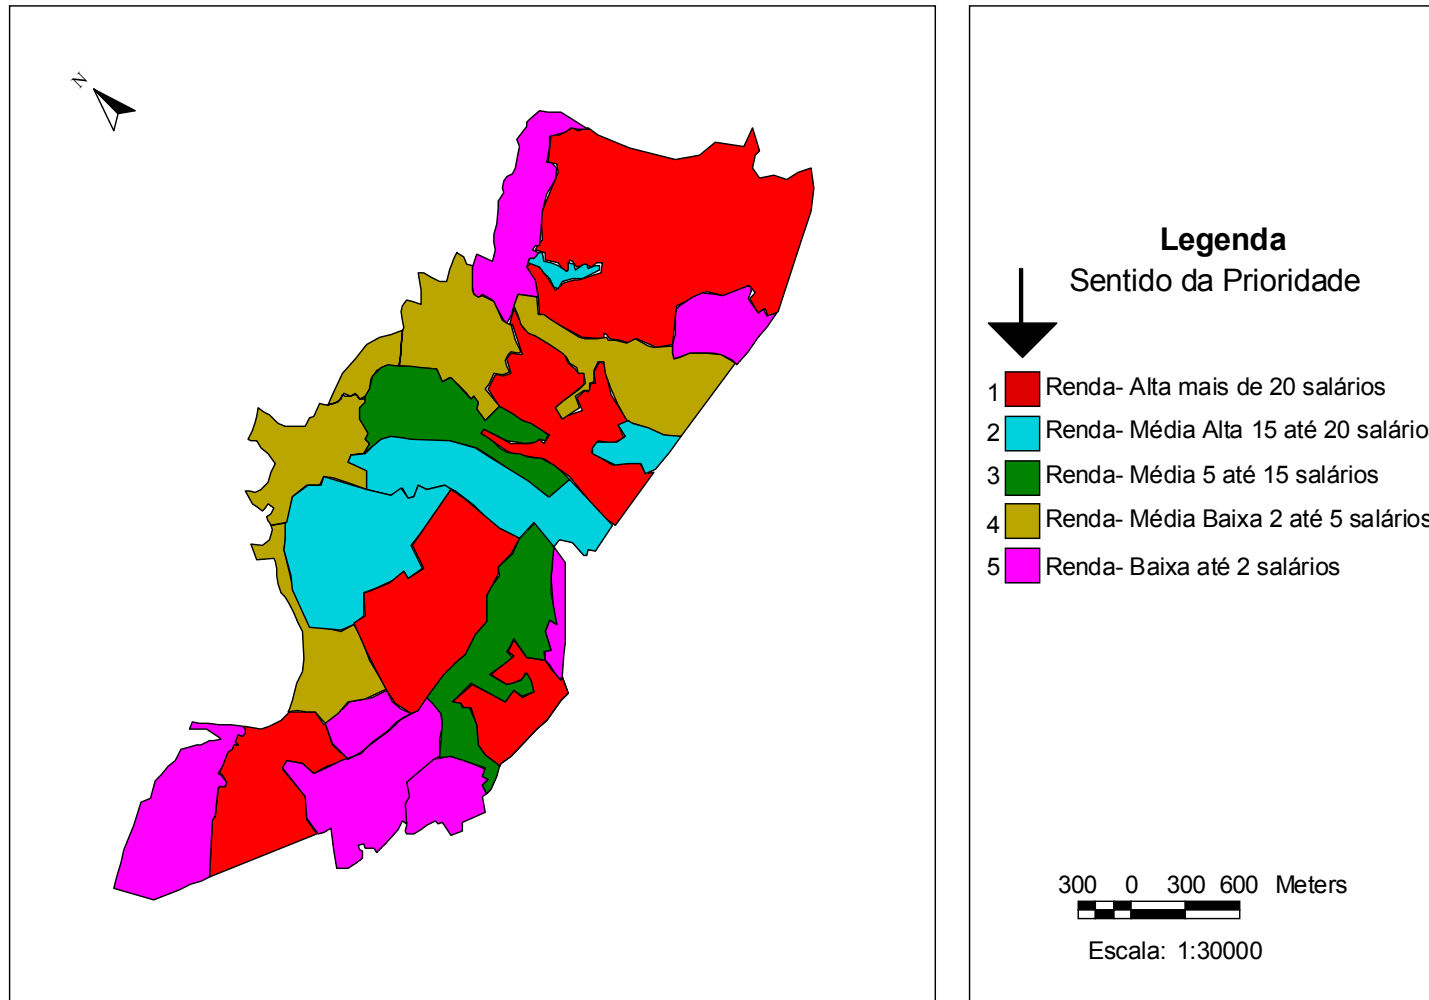 N
Legenda
Sentido da Prioridade
1 Renda- Alta mais de 20 salários
2 Renda- Média Alta 15 até 20 salário
3 Renda- Média 5 até 15 salários
4 Renda- Média Baixa 2 até 5 salários
5 Renda- Baixa até 2 salários
300 0 300 600 Meters
Escala: 1:30000